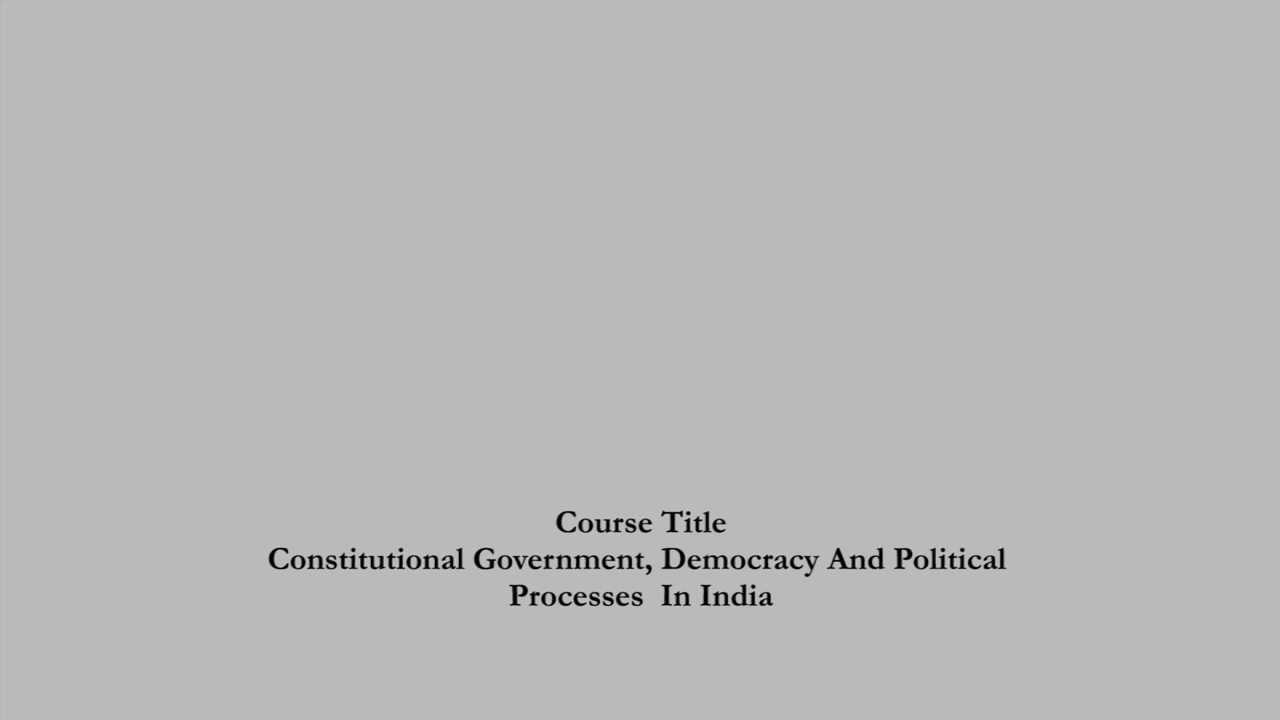 Course Title
Constitutional Government, Democracy And Political
Processes  In India